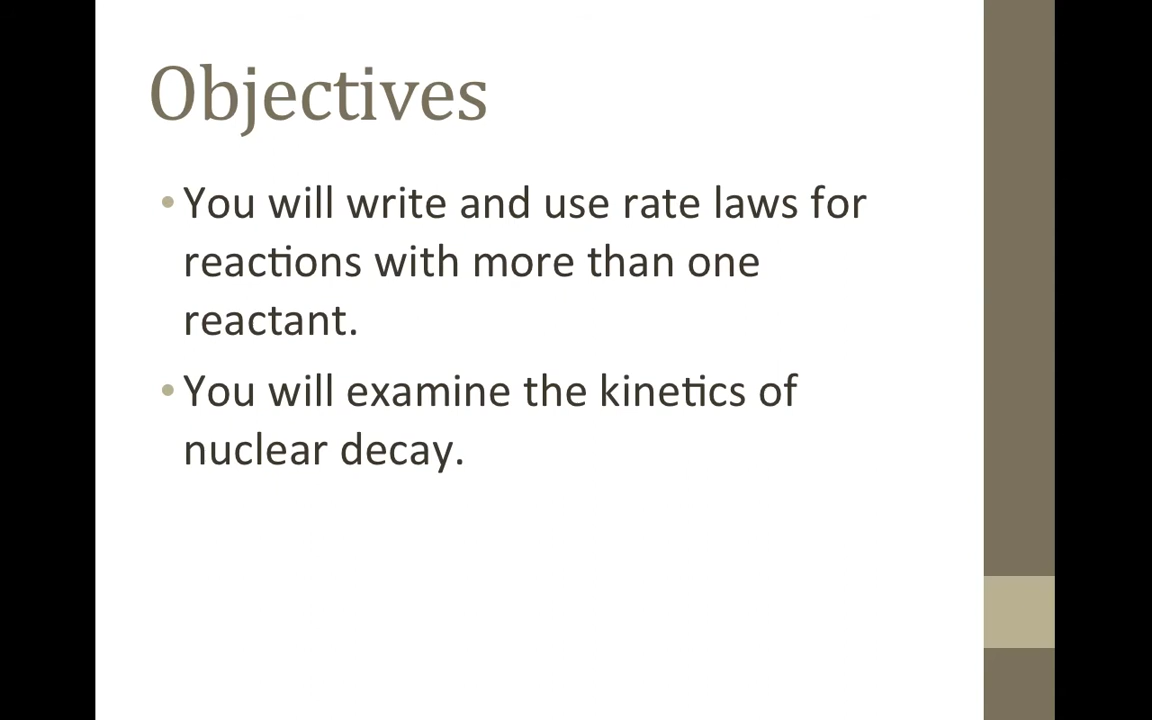 Objectives
• You will write and use rate laws for
reactions with more than one
reactant.
• You will examine the kinetics of
nuclear decay.